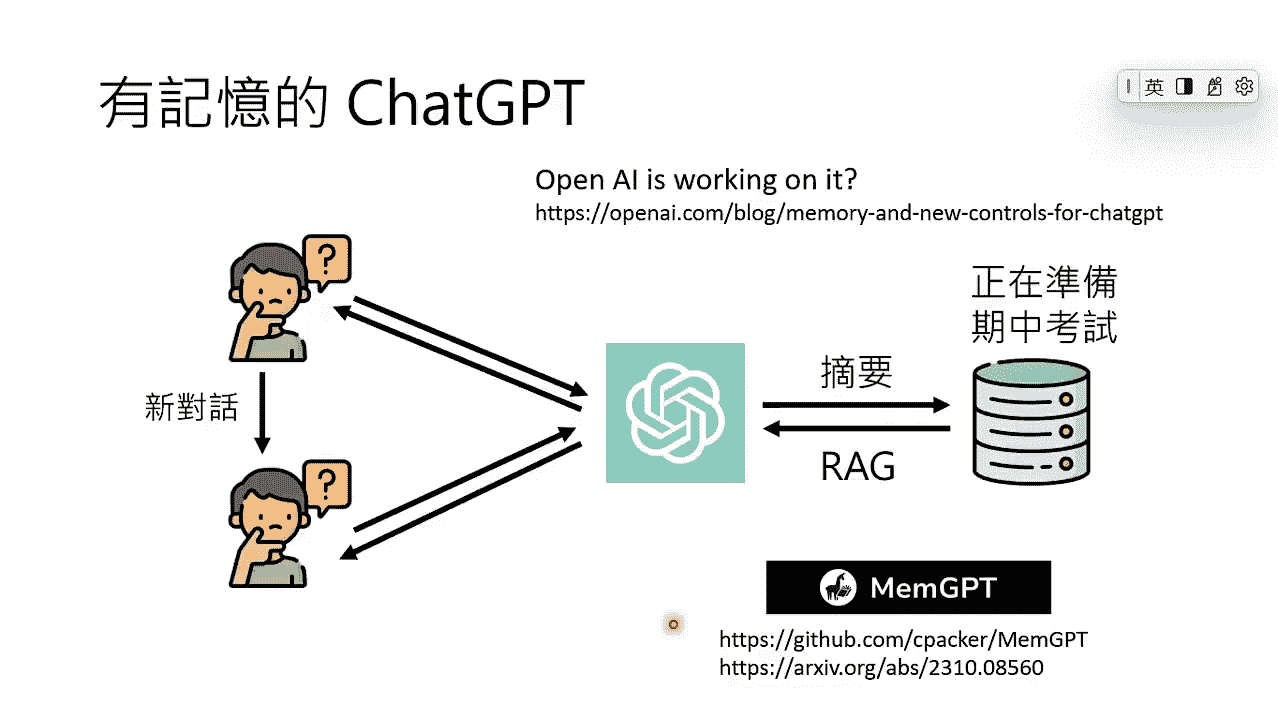 有記憶的 ChatGPT
英
Open AI is working on it?
https://openai.com/blog/memory-and-new-controls-for-chatgpt
?
正在準備
期中考試
摘要
新對話
RAG
?
MemGPT
https://github.com/cpacker/MemGPT
https://arxiv.org/abs/2310.08560